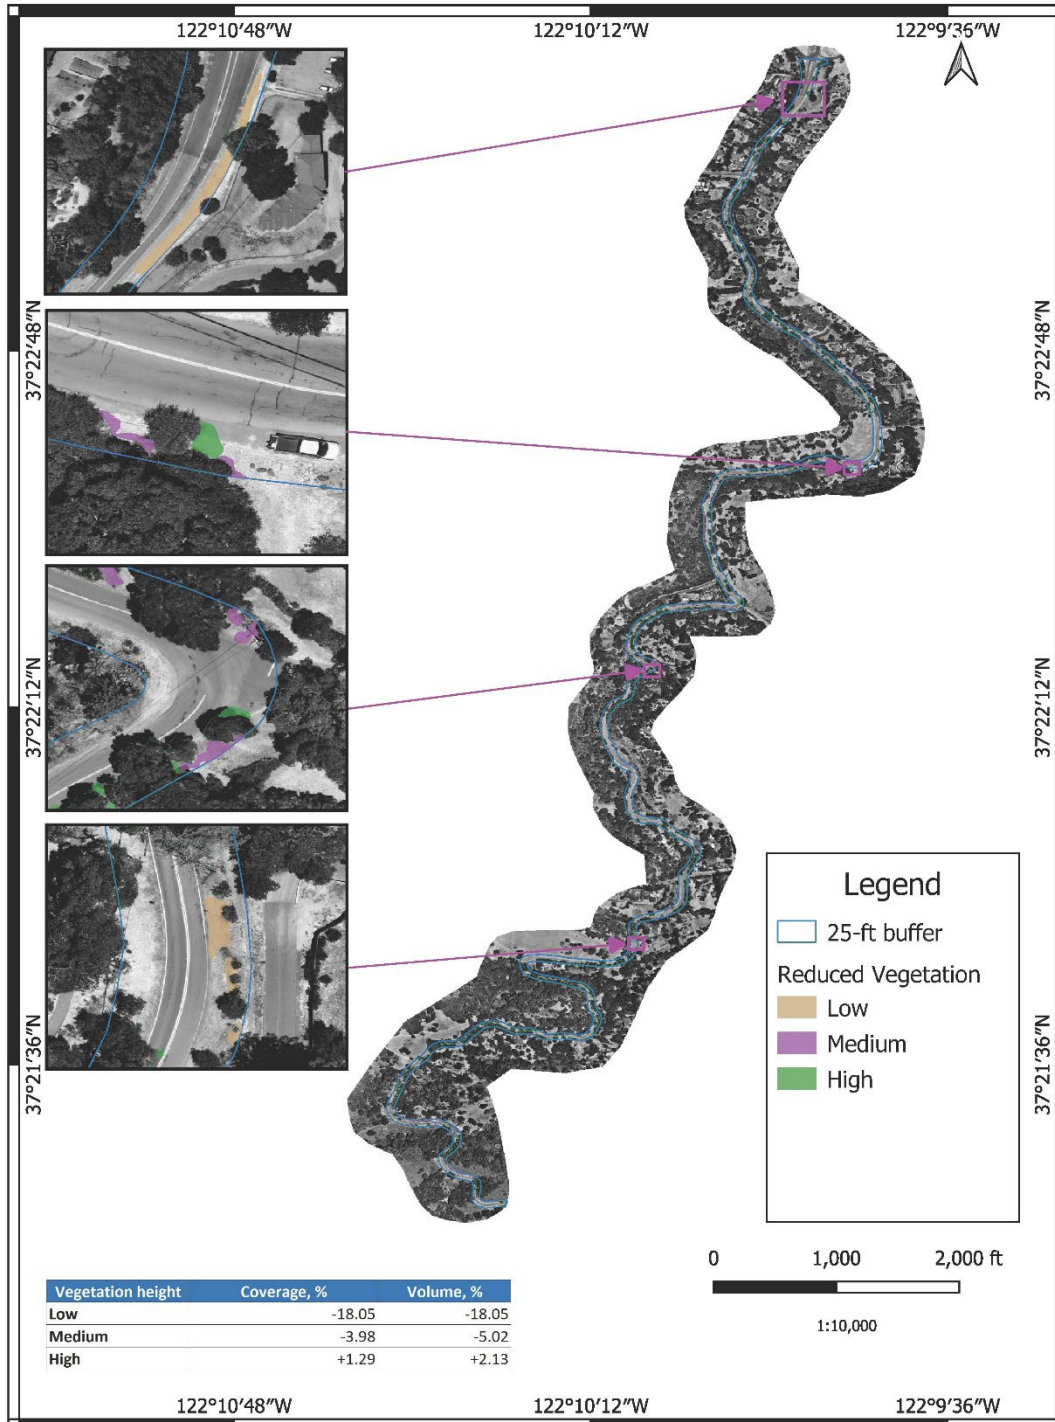 122°10'48"W 122°10'12"W 122°9'36"W
37°22'48"N 37°22'48"N
37°22'12"N 37°22'12"N
Legend
25-ft buffer
Reduced Vegetation
Low
Medium
High
37°21'36"N 37°21'36"N
0 1,000 2,000 ft
1:10,000
Vegetation height Coverage, % Volume, %
Low -18.05 -18.05
Medium -3.98 -5.02
High +1.29 +2.13
122°10'48"W 122°10'12"W 122°9'36"W